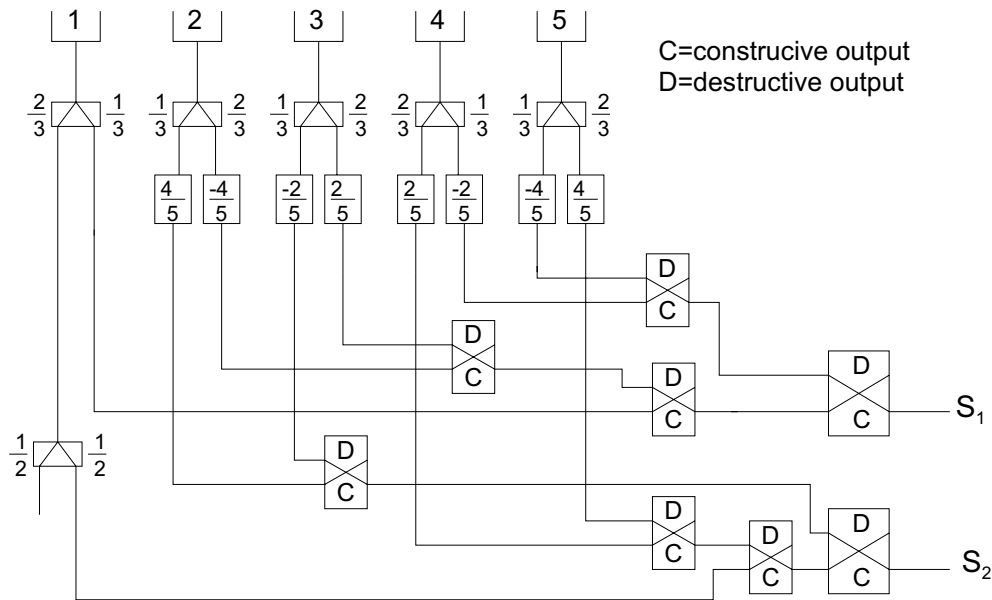 1 2 3 4 5
C=construcive output
D=destructive output
2/3 1/3 1/3 2/3 1/3 2/3 2/3 1/3 1/3 2/3
4/5 -4/5 -2/5 2/5 2/5 -2/5 -4/5 4/5
D
C
D
C
D
C
D
C
S₁
1/2 1/2
D
C
D
C
D
C
D
C
S₂